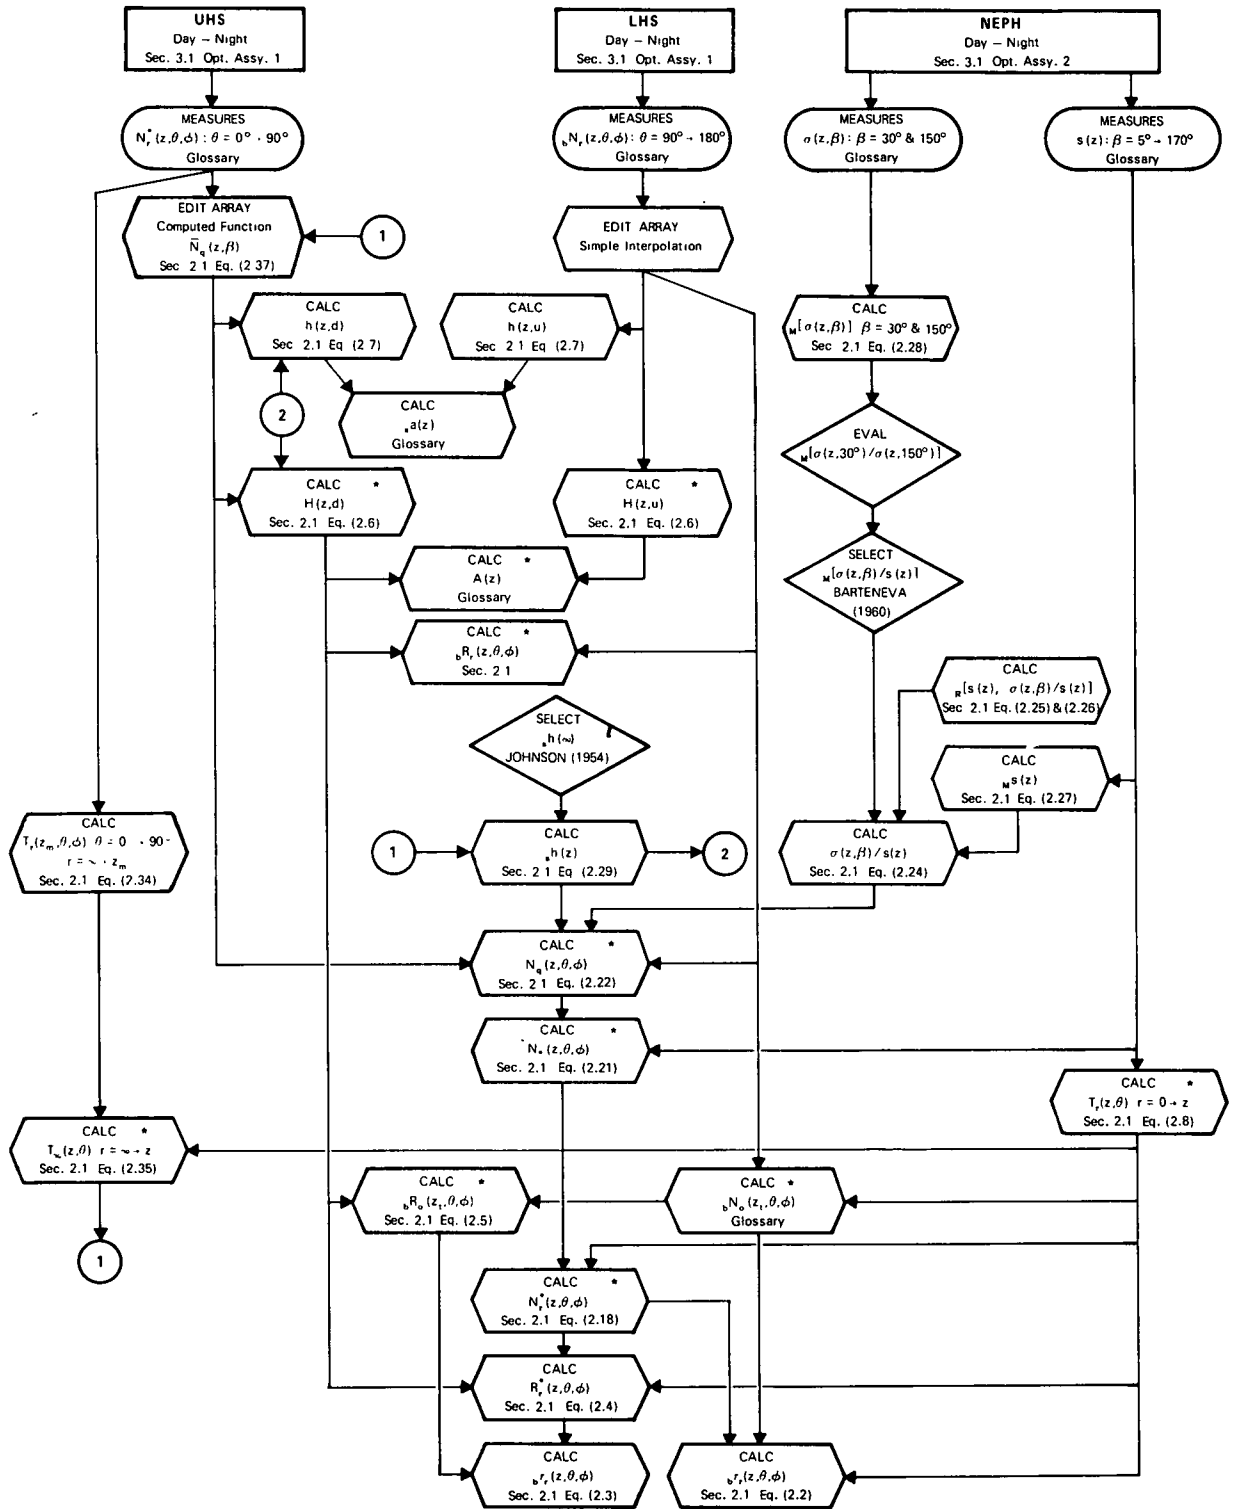 UHS
Day – Night
Sec. 3.1 Opt. Assy. 1
LHS
Day – Night
Sec. 3.1 Opt. Assy. 1
NEPH
Day – Night
Sec. 3.1 Opt. Assy. 2
MEASURES
N*r(z,θ,ϕ): θ = 0° → 90°
Glossary
MEASURES
bNr(z,θ,ϕ): θ = 90° → 180°
Glossary
MEASURES
σ(z,β): β = 30° & 150°
Glossary
MEASURES
s(z): β = 5° → 170°
Glossary
EDIT ARRAY
Computed Function
N̄q(z,β)
Sec 2 1 Eq. (2 37)
1
EDIT ARRAY
Simple Interpolation
CALC
h(z,d)
Sec 2.1 Eq (2 7)
CALC
h(z,u)
Sec 2 1 Eq (2.7)
CALC
M[σ(z,β)] β = 30° & 150°
Sec 2.1 Eq. (2.28)
2
CALC
sa(z)
Glossary
EVAL
M[σ(z,30°)/σ(z,150°)]
CALC *
H(z,d)
Sec. 2.1 Eq. (2.6)
CALC *
H(z,u)
Sec. 2.1 Eq. (2.6)
SELECT
M[σ(z,β)/s(z)]
BARTENEVA
(1960)
CALC *
A(z)
Glossary
CALC *
bRr(z,θ,ϕ)
Sec. 2 1
CALC
R[s(z), σ(z,β)/s(z)]
Sec 2.1 Eq. (2.25) & (2.26)
SELECT
sh(∞)
JOHNSON (1954)
CALC
Ms(z)
Sec. 2.1 Eq. (2.27)
CALC
Tr(zm,θ,ϕ) θ = 0 → 90
r = ∞ → zm
Sec. 2.1 Eq. (2.34)
1
CALC
sh(z)
Sec. 2 1 Eq (2.29)
2
CALC
σ(z,β)/s(z)
Sec. 2.1 Eq. (2.24)
CALC *
Nq(z,θ,ϕ)
Sec. 2 1 Eq. (2.22)
CALC *
N*(z,θ,ϕ)
Sec. 2.1 Eq. (2.21)
CALC *
Tr(z,θ) r = 0 → z
Sec. 2.1 Eq. (2.8)
CALC *
T∞(z,θ) r = ∞ → z
Sec. 2.1 Eq. (2.35)
CALC *
bRo(zt,θ,ϕ)
Sec. 2.1 Eq. (2.5)
CALC *
bNo(zt,θ,ϕ)
Glossary
1
CALC *
N*r(z,θ,ϕ)
Sec. 2.1 Eq. (2.18)
CALC
R*r(z,θ,ϕ)
Sec. 2.1 Eq. (2.4)
CALC
brr(z,θ,ϕ)
Sec. 2.1 Eq. (2.3)
CALC
brr(z,θ,ϕ)
Sec. 2.1 Eq. (2.2)